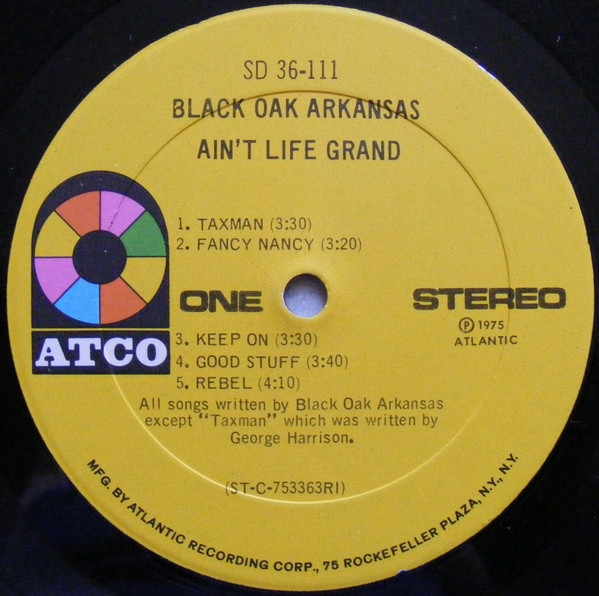 SD 36-111
BLACK OAK ARKANSAS
AIN'T LIFE GRAND
1. TAXMAN (3:30)
2. FANCY NANCY (3:20)
ONE
STEREO
Ⓟ 1975
ATLANTIC
ATCO
3. KEEP ON (3:30)
4. GOOD STUFF (3:40)
5. REBEL (4:10)
All songs written by Black Oak Arkansas
except "Taxman" which was written by
George Harrison.
(ST-C-753363RI)
MFG. BY ATLANTIC RECORDING CORP., 75 ROCKEFELLER PLAZA, N.Y., N.Y.